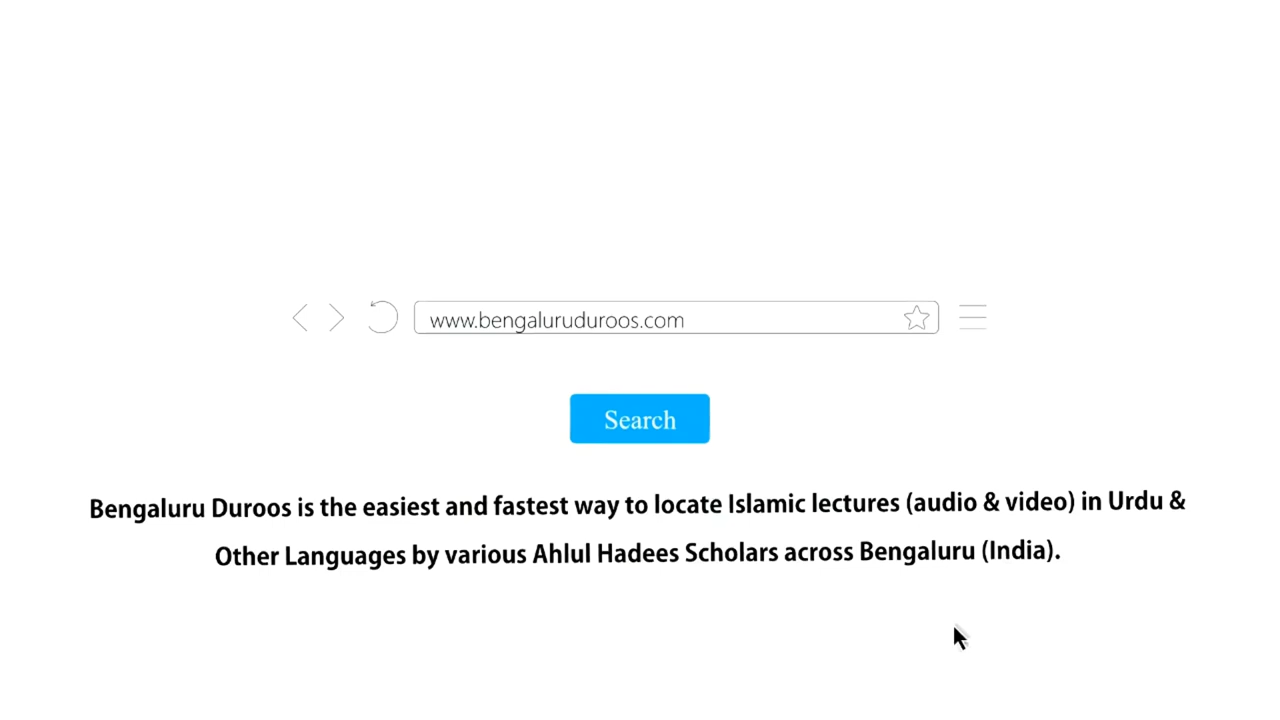 www.bengaluruduroos.com
Search
Bengaluru Duroos is the easiest and fastest way to locate Islamic lectures (audio & video) in Urdu &
Other Languages by various Ahlul Hadees Scholars across Bengaluru (India).